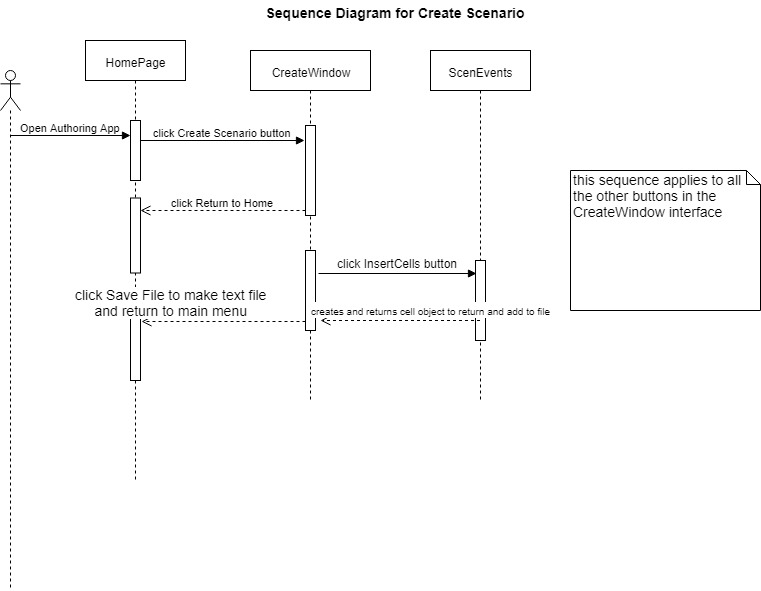 Sequence Diagram for Create Scenario
HomePage
CreateWindow
ScenEvents
Open Authoring App
click Create Scenario button
this sequence applies to all
the other buttons in the
CreateWindow interface
click Return to Home
click InsertCells button
click Save File to make text file
and return to main menu
creates and returns cell object to return and add to file